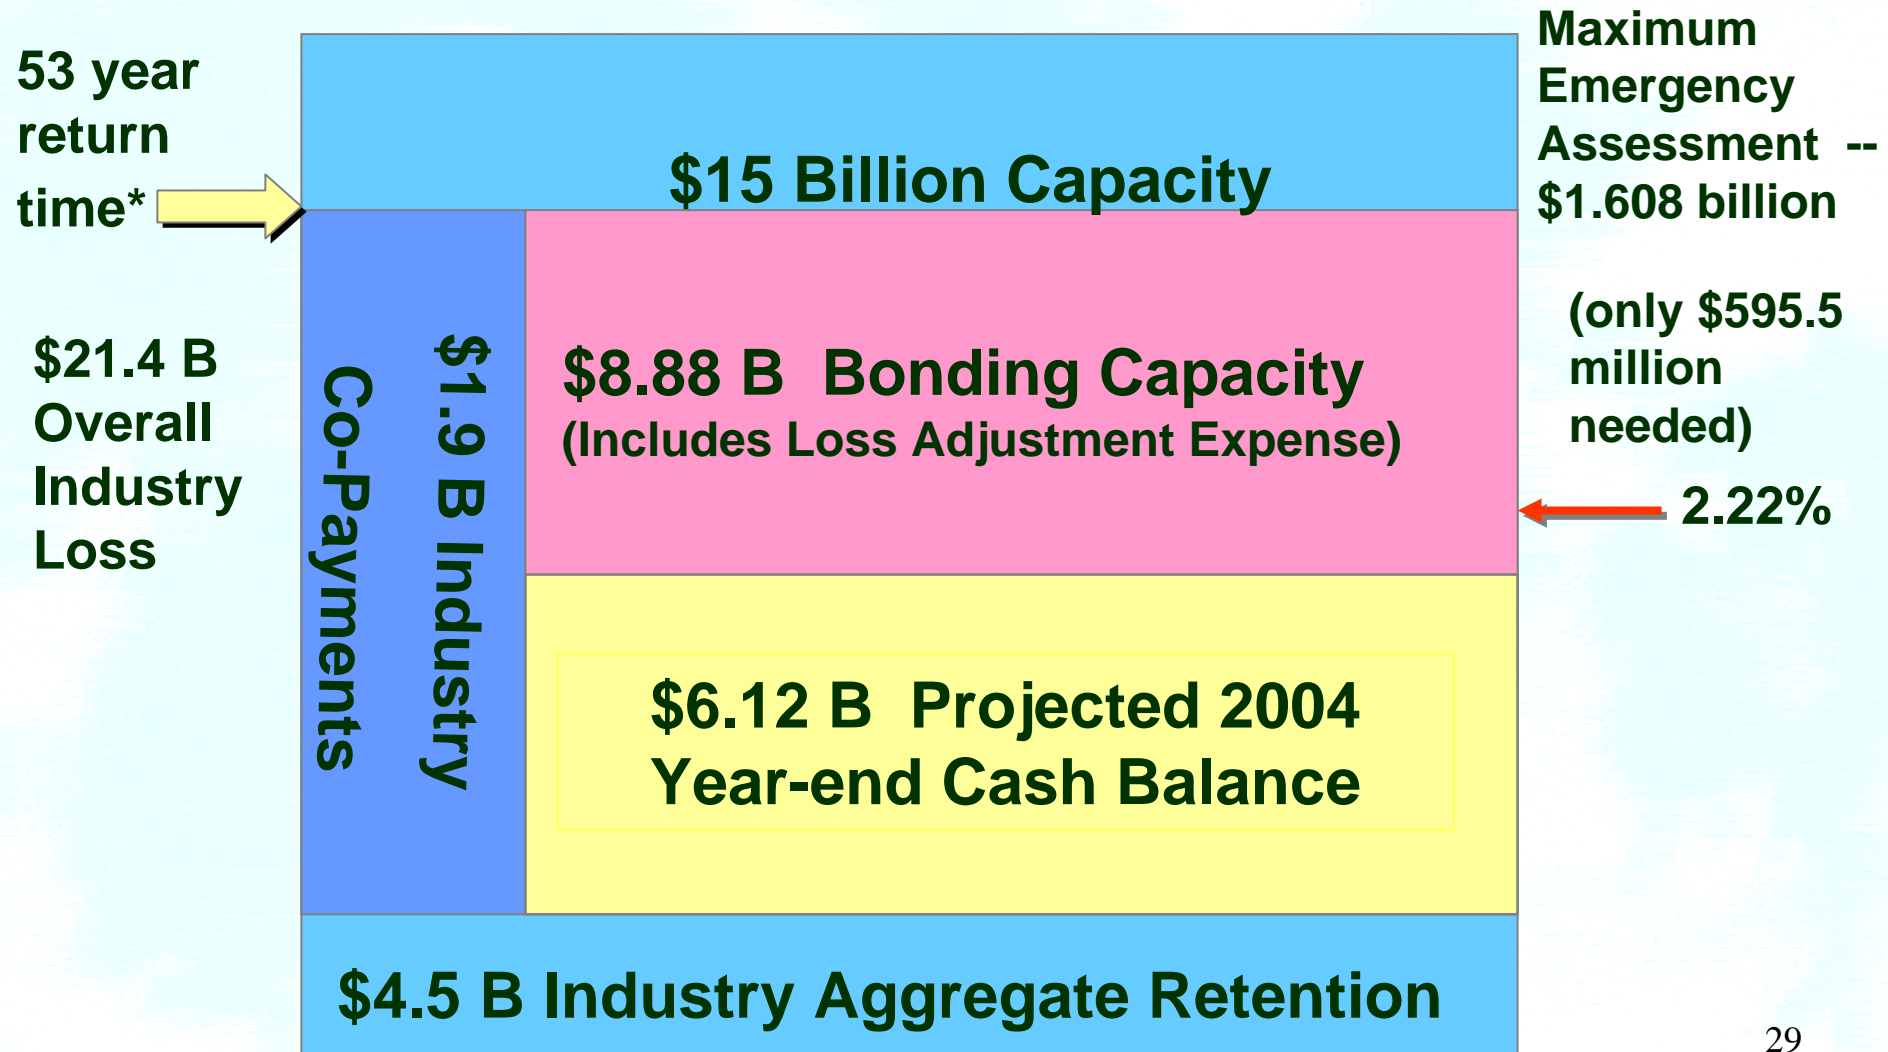 53 year
return
time*
$21.4 B
Overall
Industry
Loss
$15 Billion Capacity
$1.9 B Industry
Co-Payments
$8.88 B Bonding Capacity
(Includes Loss Adjustment Expense)
$6.12 B Projected 2004
Year-end Cash Balance
$4.5 B Industry Aggregate Retention
Maximum
Emergency
Assessment --
$1.608 billion
(only $595.5
million
needed)
2.22%
29